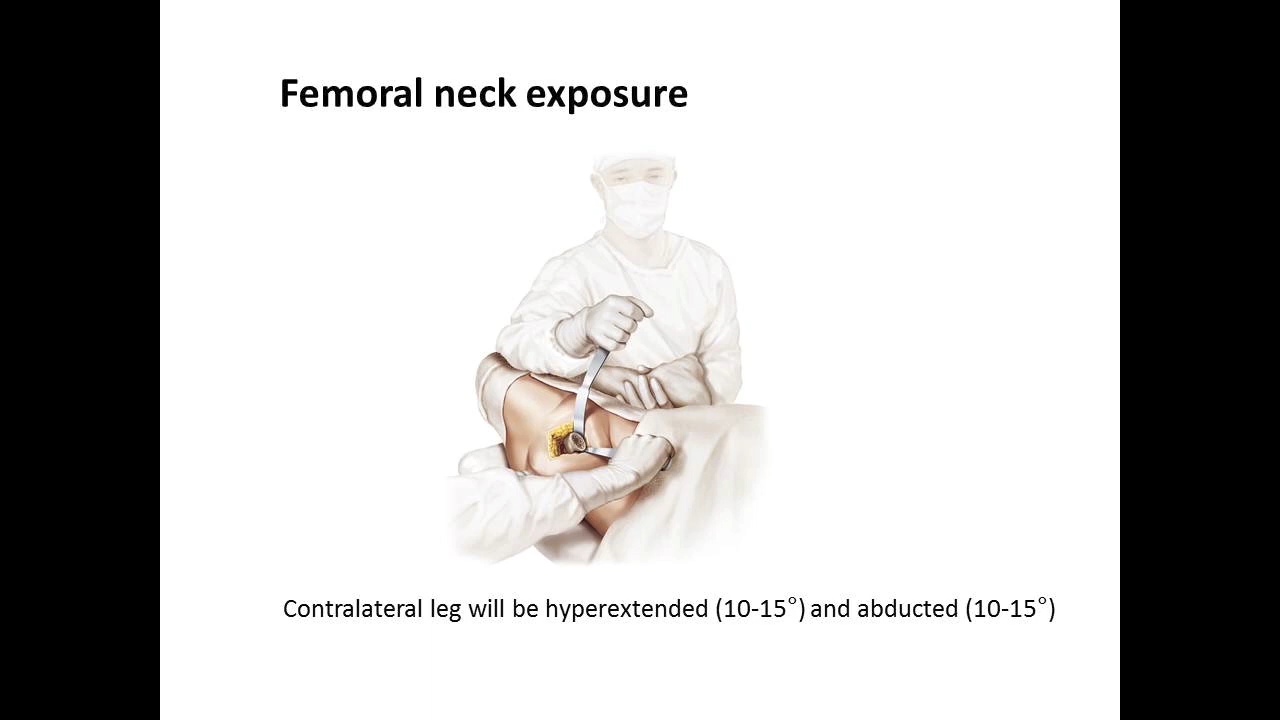 Femoral neck exposure
Contralateral leg will be hyperextended (10-15°) and abducted (10-15°)